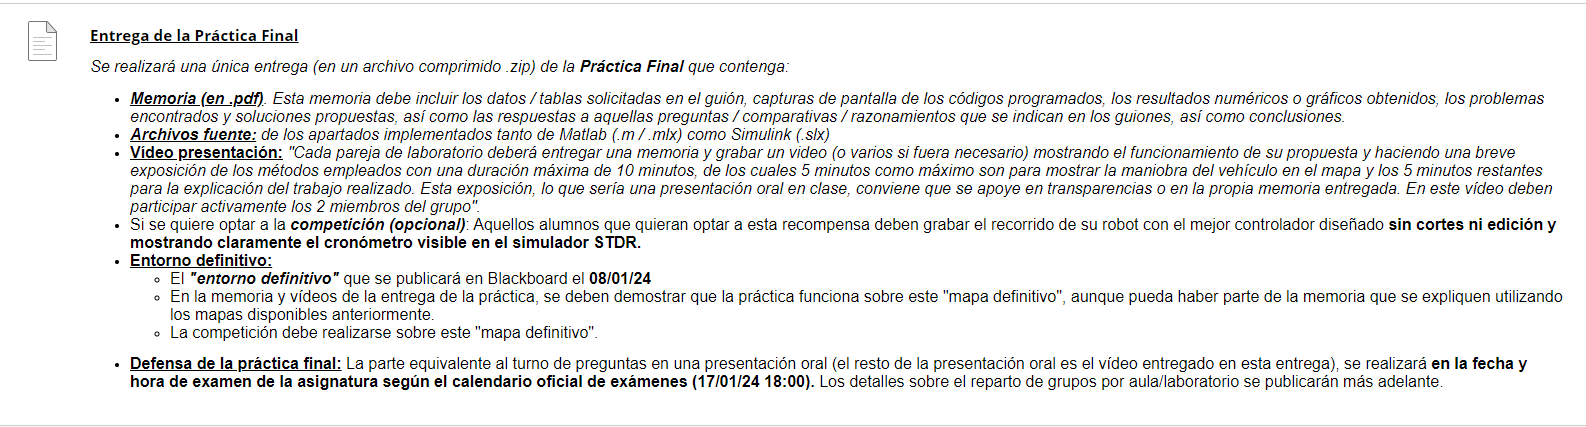 Entrega de la Práctica Final
Se realizará una única entrega (en un archivo comprimido .zip) de la Práctica Final que contenga:
• Memoria (en .pdf). Esta memoria debe incluir los datos / tablas solicitadas en el guión, capturas de pantalla de los códigos programados, los resultados numéricos o gráficos obtenidos, los problemas
encontrados y soluciones propuestas, así como las respuestas a aquellas preguntas / comparativas / razonamientos que se indican en los guiones, así como conclusiones.
• Archivos fuente: de los apartados implementados tanto de Matlab (.m / .mlx) como Simulink (.slx)
• Vídeo presentación: "Cada pareja de laboratorio deberá entregar una memoria y grabar un video (o varios si fuera necesario) mostrando el funcionamiento de su propuesta y haciendo una breve
exposición de los métodos empleados con una duración máxima de 10 minutos, de los cuales 5 minutos como máximo son para mostrar la maniobra del vehículo en el mapa y los 5 minutos restantes
para la explicación del trabajo realizado. Esta exposición, lo que sería una presentación oral en clase, conviene que se apoye en transparencias o en la propia memoria entregada. En este vídeo deben
participar activamente los 2 miembros del grupo".
• Si se quiere optar a la competición (opcional): Aquellos alumnos que quieran optar a esta recompensa deben grabar el recorrido de su robot con el mejor controlador diseñado sin cortes ni edición y
mostrando claramente el cronómetro visible en el simulador STDR.
• Entorno definitivo:
◦ El "entorno definitivo" que se publicará en Blackboard el 08/01/24
◦ En la memoria y vídeos de la entrega de la práctica, se deben demostrar que la práctica funciona sobre este "mapa definitivo", aunque pueda haber parte de la memoria que se expliquen utilizando
los mapas disponibles anteriormente.
◦ La competición debe realizarse sobre este "mapa definitivo".
• Defensa de la práctica final: La parte equivalente al turno de preguntas en una presentación oral (el resto de la presentación oral es el vídeo entregado en esta entrega), se realizará en la fecha y
hora de examen de la asignatura según el calendario oficial de exámenes (17/01/24 18:00). Los detalles sobre el reparto de grupos por aula/laboratorio se publicarán más adelante.